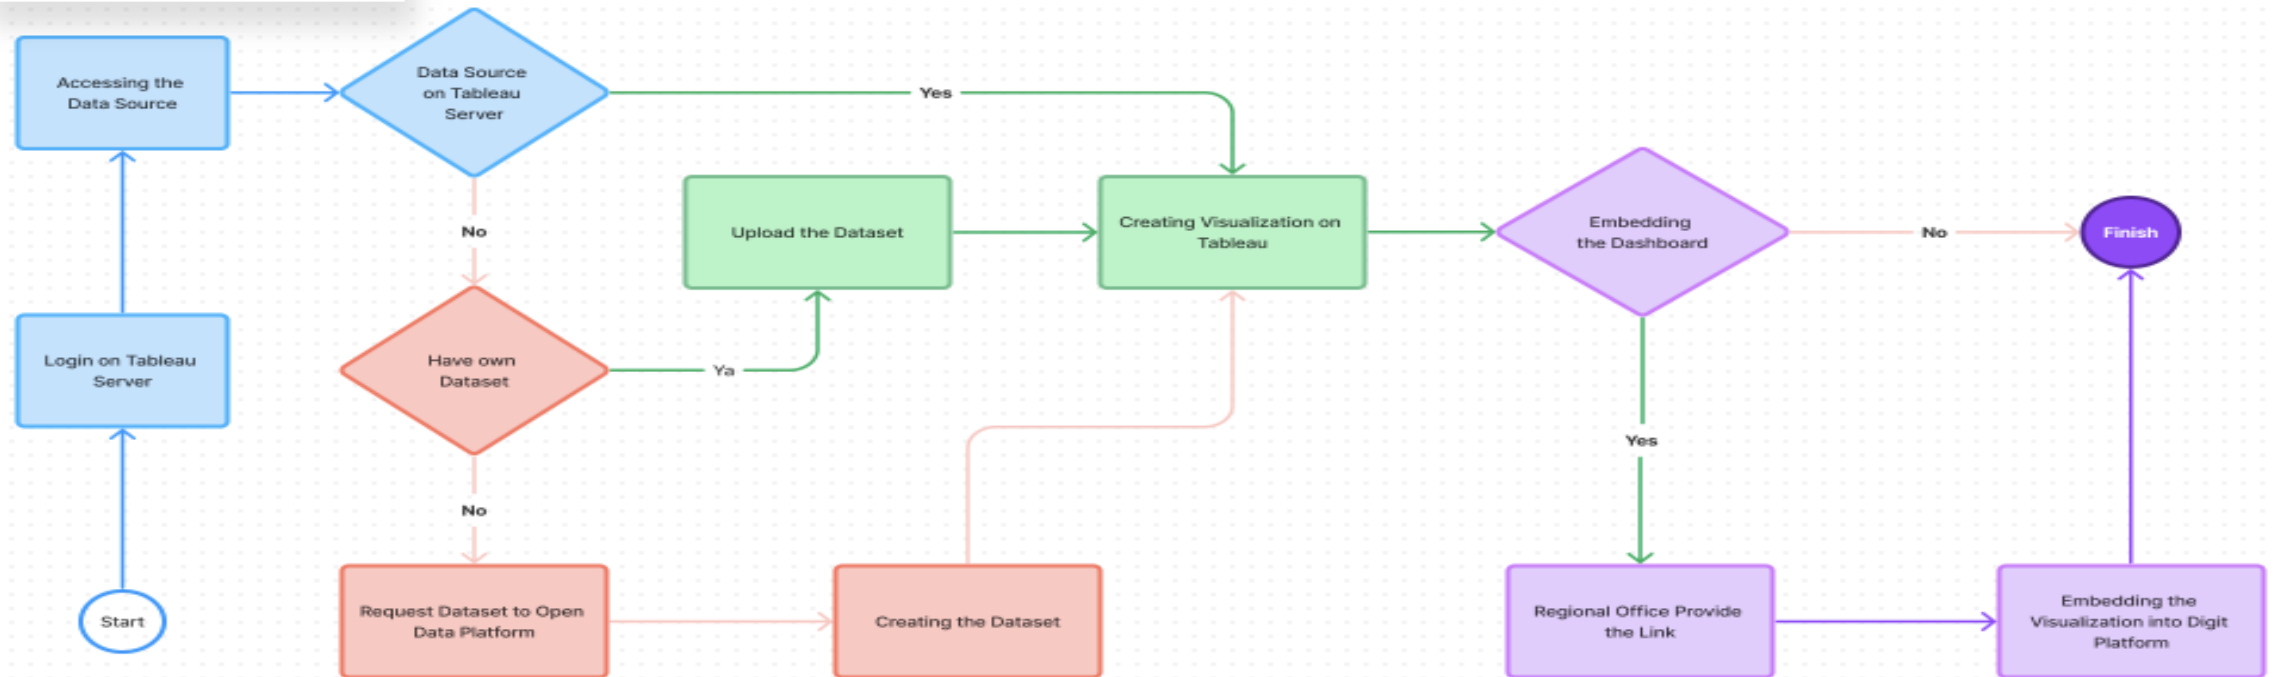 Accessing the
Data Source
Data Source
on Tableau
Server
Yes
No
Upload the Dataset
Creating Visualization on
Tableau
Embedding
the Dashboard
No
Finish
Login on Tableau
Server
Have own
Dataset
Ya
Yes
No
Start
Request Dataset to Open
Data Platform
Creating the Dataset
Regional Office Provide
the Link
Embedding the
Visualization into Digit
Platform